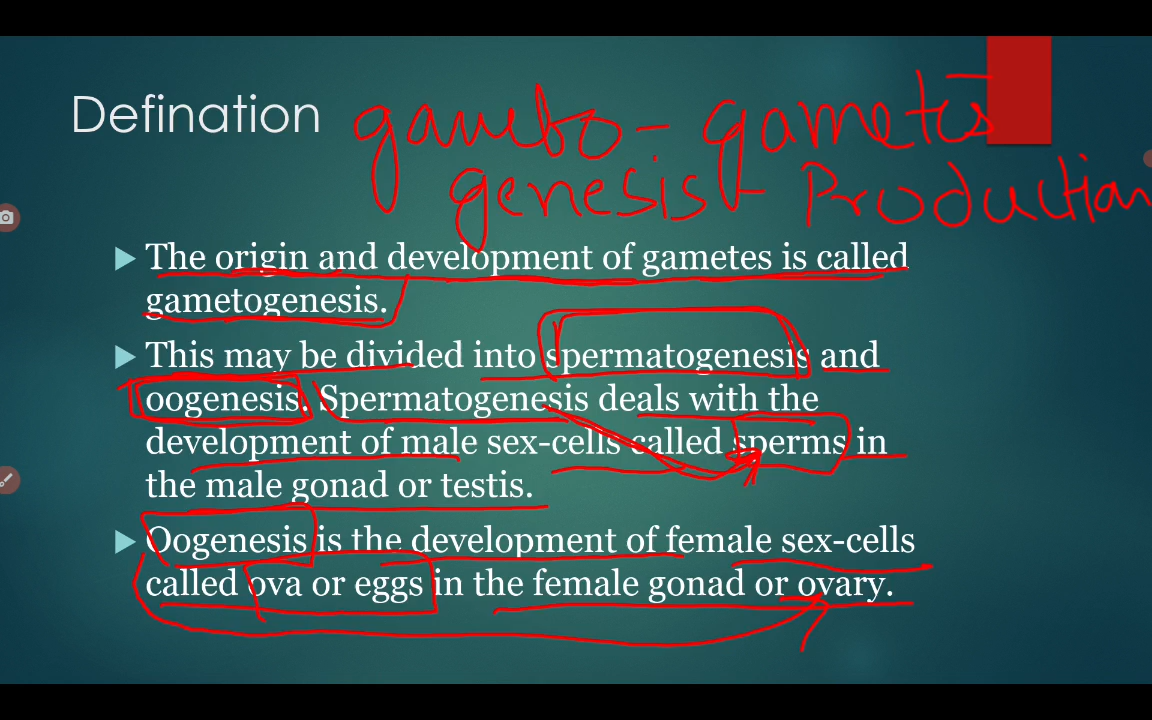 Defination
gameto - gametes
genesis - Production
The origin and development of gametes is called
gametogenesis.
This may be divided into spermatogenesis and
oogenesis. Spermatogenesis deals with the
development of male sex-cells called sperms in
the male gonad or testis.
Oogenesis is the development of female sex-cells
called ova or eggs in the female gonad or ovary.